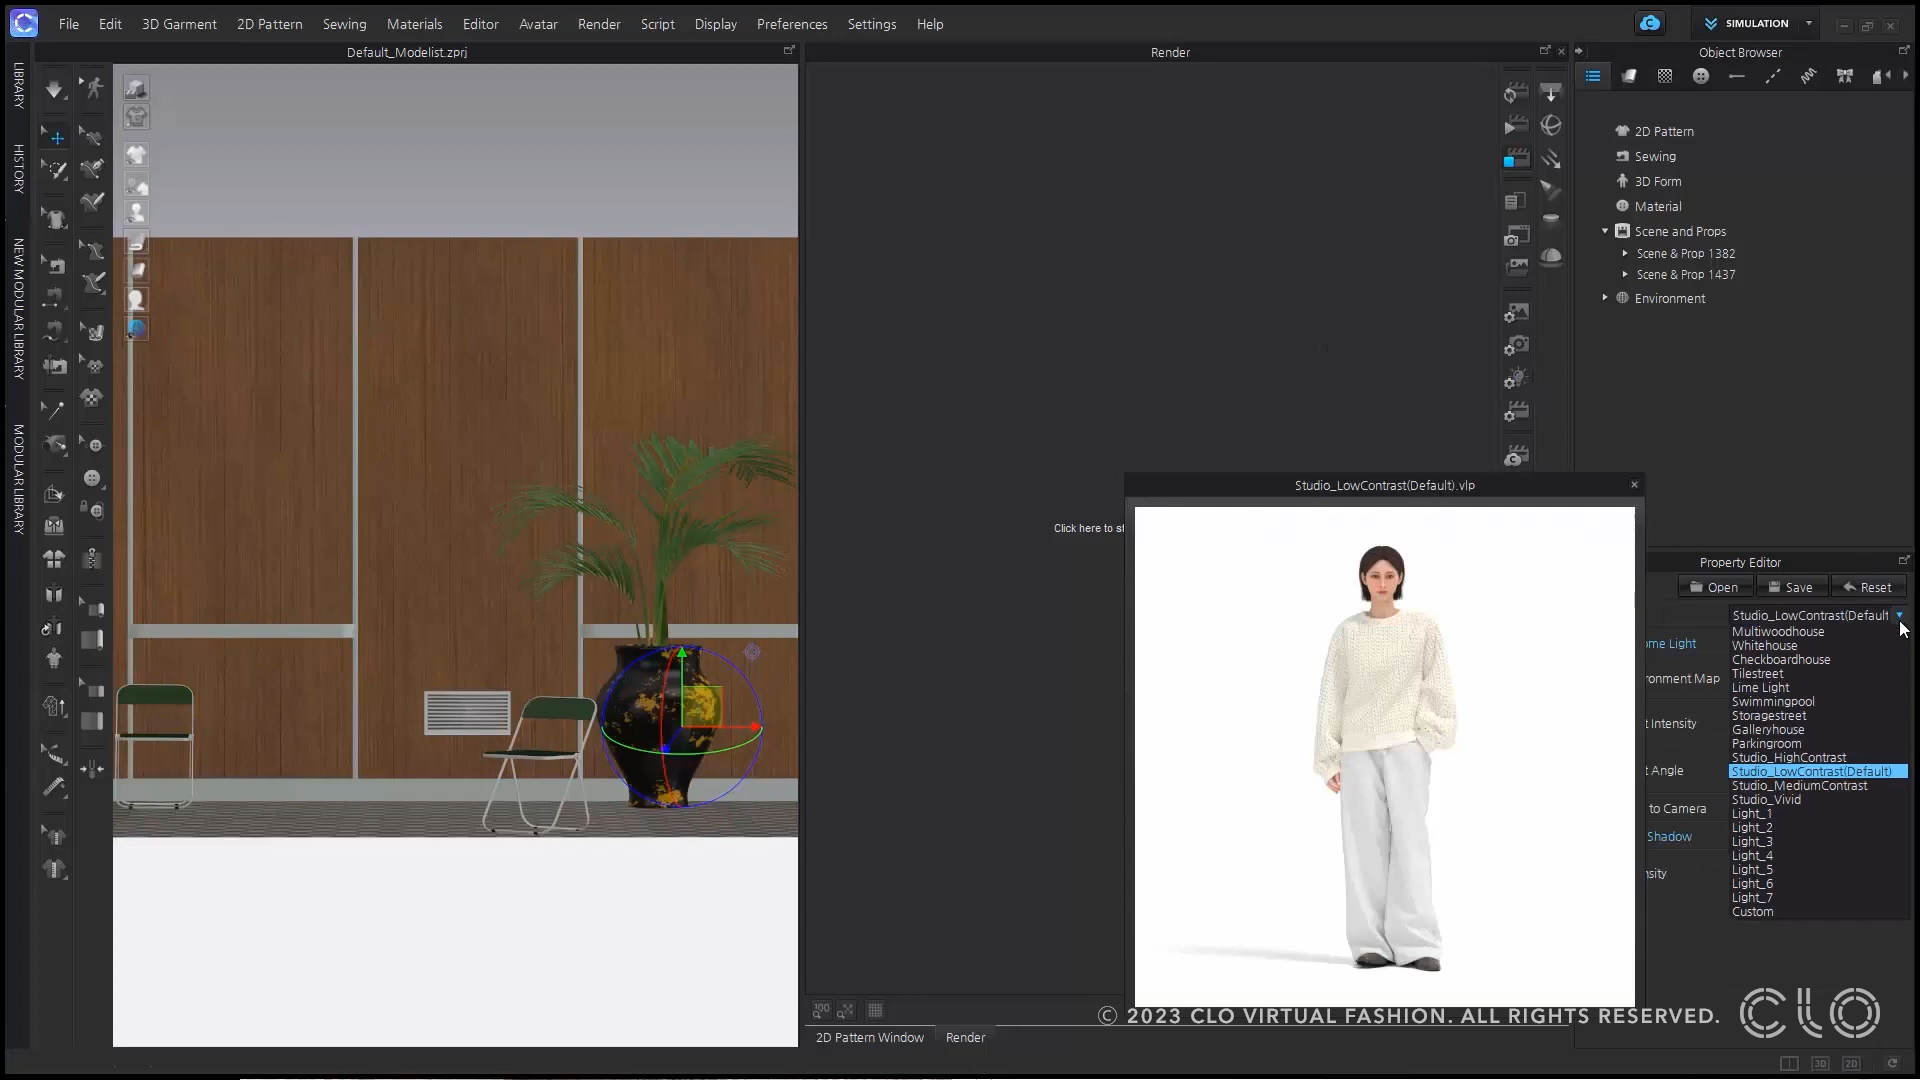 File Edit 3D Garment 2D Pattern Sewing Materials Editor Avatar Render Script Display Preferences Settings Help
SIMULATION
Default_Modelist.zprj
Render
Object Browser
LIBRARY
HISTORY
NEW MODULAR LIBRARY
MODULAR LIBRARY
2D Pattern
Sewing
3D Form
Material
Scene and Props
Scene & Prop 1382
Scene & Prop 1437
Environment
Click here to st
Studio_LowContrast(Default).vlp
Property Editor
Open Save Reset
Studio_LowContrast(Default
Multiwoodhouse
Whitehouse
Checkboardhouse
Tilestreet
Lime Light
Swimmingpool
Storagestreet
Galleryhouse
Parkingroom
Studio_HighContrast
Studio_LowContrast(Default)
Studio_MediumContrast
Studio_Vivid
Light_1
Light_2
Light_3
Light_4
Light_5
Light_6
Light_7
Custom
ome Light
ronment Map
t Intensity
t Angle
to Camera
Shadow
nsity
100
2D Pattern Window Render
© 2023 CLO VIRTUAL FASHION. ALL RIGHTS RESERVED.
CLO
3D 2D